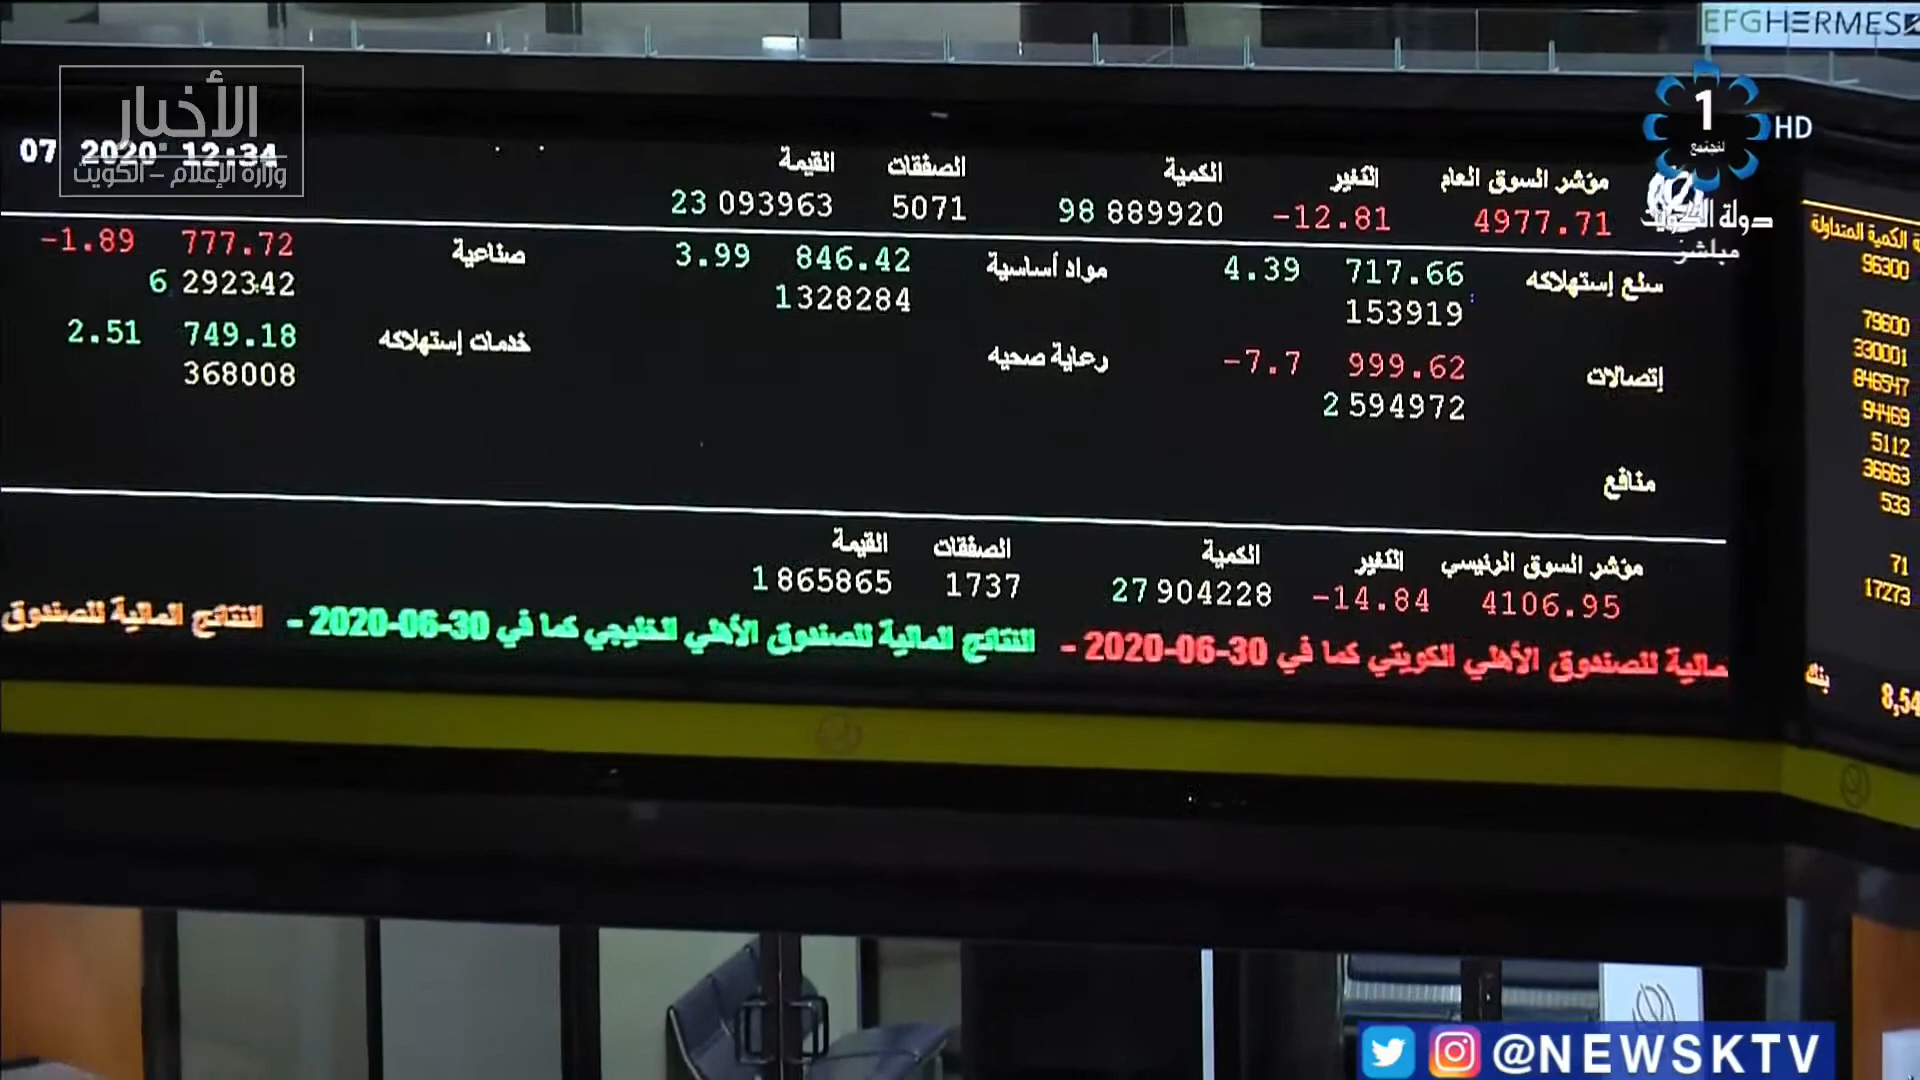 EFGHERMES
الأخبار
وزارة الإعلام - الكويت
1
لنجتمع
HD
دولة الكويت
مباشر
07 2020 12:34
مؤشر السوق العام التغير الكمية الصفقات القيمة
4977.71 -12.81 98 889920 5071 23 093963
سلع إستهلاكه 717.66 4.39 مواد أساسية 846.42 3.99 صناعية 777.72 -1.89
153919 1328284 6 292342
إتصالات 999.62 -7.7 رعاية صحيه خدمات إستهلاكه 749.18 2.51
2 594972 368008
منافع
مؤشر السوق الرئيسي التغير الكمية الصفقات القيمة
4106.95 -14.84 27 904228 1737 1 865865
مالية للصندوق الأهلي الكويتي كما في 30-06-2020 - النتائج المالية للصندوق الأهلي الخليجي كما في 30-06-2020 - النتائج المالية للصندوق
الكمية المتداولة
96300
79600
330001
846547
94469
5112
36663
533
71
17273
بنك
8,54
@NEWSKTV